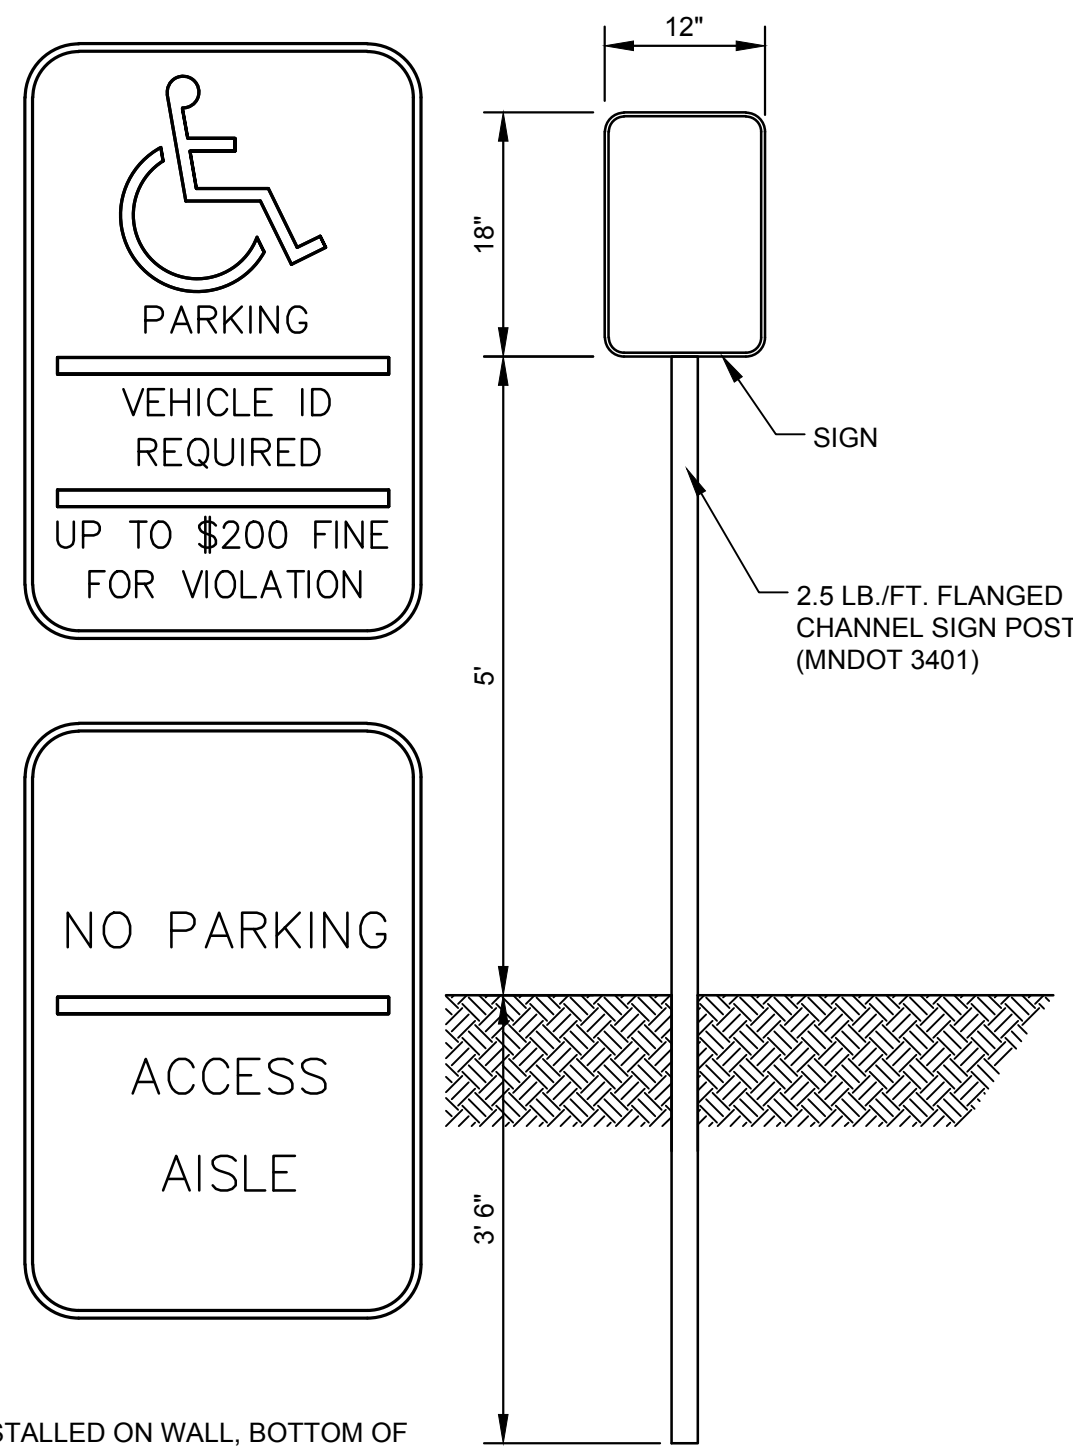 PARKING
VEHICLE ID
REQUIRED
UP TO $200 FINE
FOR VIOLATION
NO PARKING
ACCESS
AISLE
12"
18"
SIGN
2.5 LB./FT. FLANGED
CHANNEL SIGN POST
(MNDOT 3401)
5'
3' 6"
ON WALL, BOTTOM OF